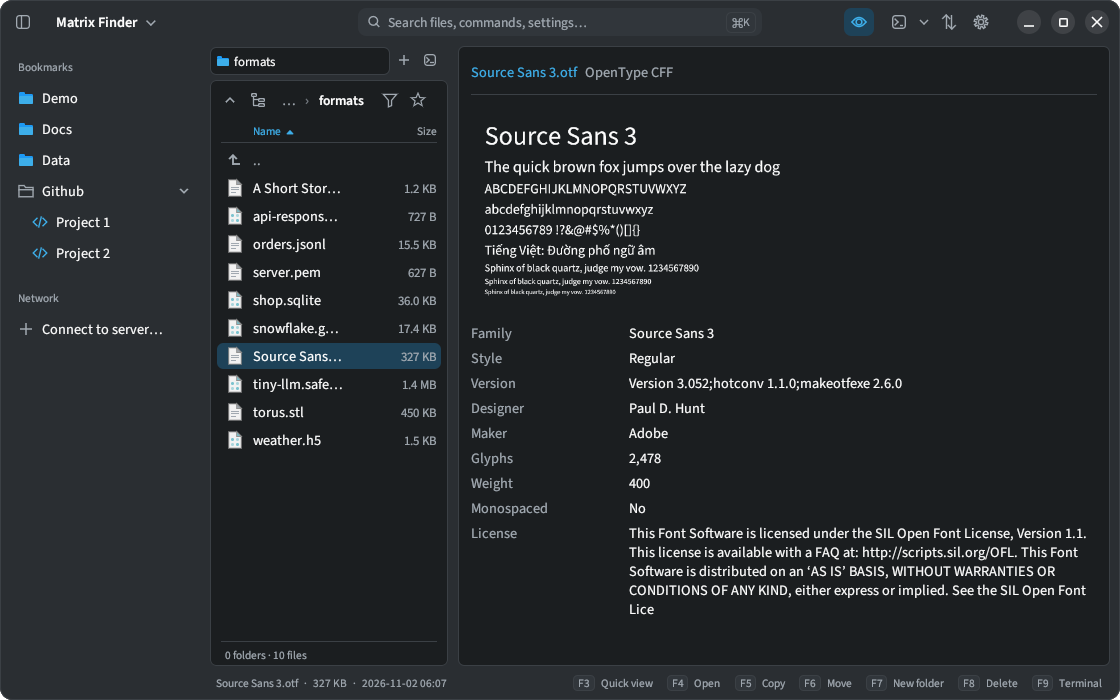 Matrix Finder
Search files, commands, settings…
⌘K
Bookmarks
Demo
Docs
Data
Github
Project 1
Project 2
Network
Connect to server…
formats
… › formats
Name Size
..
A Short Stor… 1.2 KB
api-respons… 727 B
orders.jsonl 15.5 KB
server.pem 627 B
shop.sqlite 36.0 KB
snowflake.g… 17.4 KB
Source Sans… 327 KB
tiny-llm.safe… 1.4 MB
torus.stl 450 KB
weather.h5 1.5 KB
0 folders · 10 files
Source Sans 3.otf OpenType CFF
Source Sans 3
The quick brown fox jumps over the lazy dog
ABCDEFGHIJKLMNOPQRSTUVWXYZ
abcdefghijklmnopqrstuvwxyz
0123456789 !?&@#$%*()[]{}
Tiếng Việt: Đường phố ngữ âm
Sphinx of black quartz, judge my vow. 1234567890
Sphinx of black quartz, judge my vow. 1234567890
Sphinx of black quartz, judge my vow. 1234567890
Family Source Sans 3
Style Regular
Version Version 3.052;hotconv 1.1.0;makeotfexe 2.6.0
Designer Paul D. Hunt
Maker Adobe
Glyphs 2,478
Weight 400
Monospaced No
License This Font Software is licensed under the SIL Open Font License, Version 1.1.
This license is available with a FAQ at: http://scripts.sil.org/OFL. This Font
Software is distributed on an ‘AS IS’ BASIS, WITHOUT WARRANTIES OR
CONDITIONS OF ANY KIND, either express or implied. See the SIL Open Font
Lice
Source Sans 3.otf · 327 KB · 2026-11-02 06:07
F3 Quick view F4 Open F5 Copy F6 Move F7 New folder F8 Delete F9 Terminal